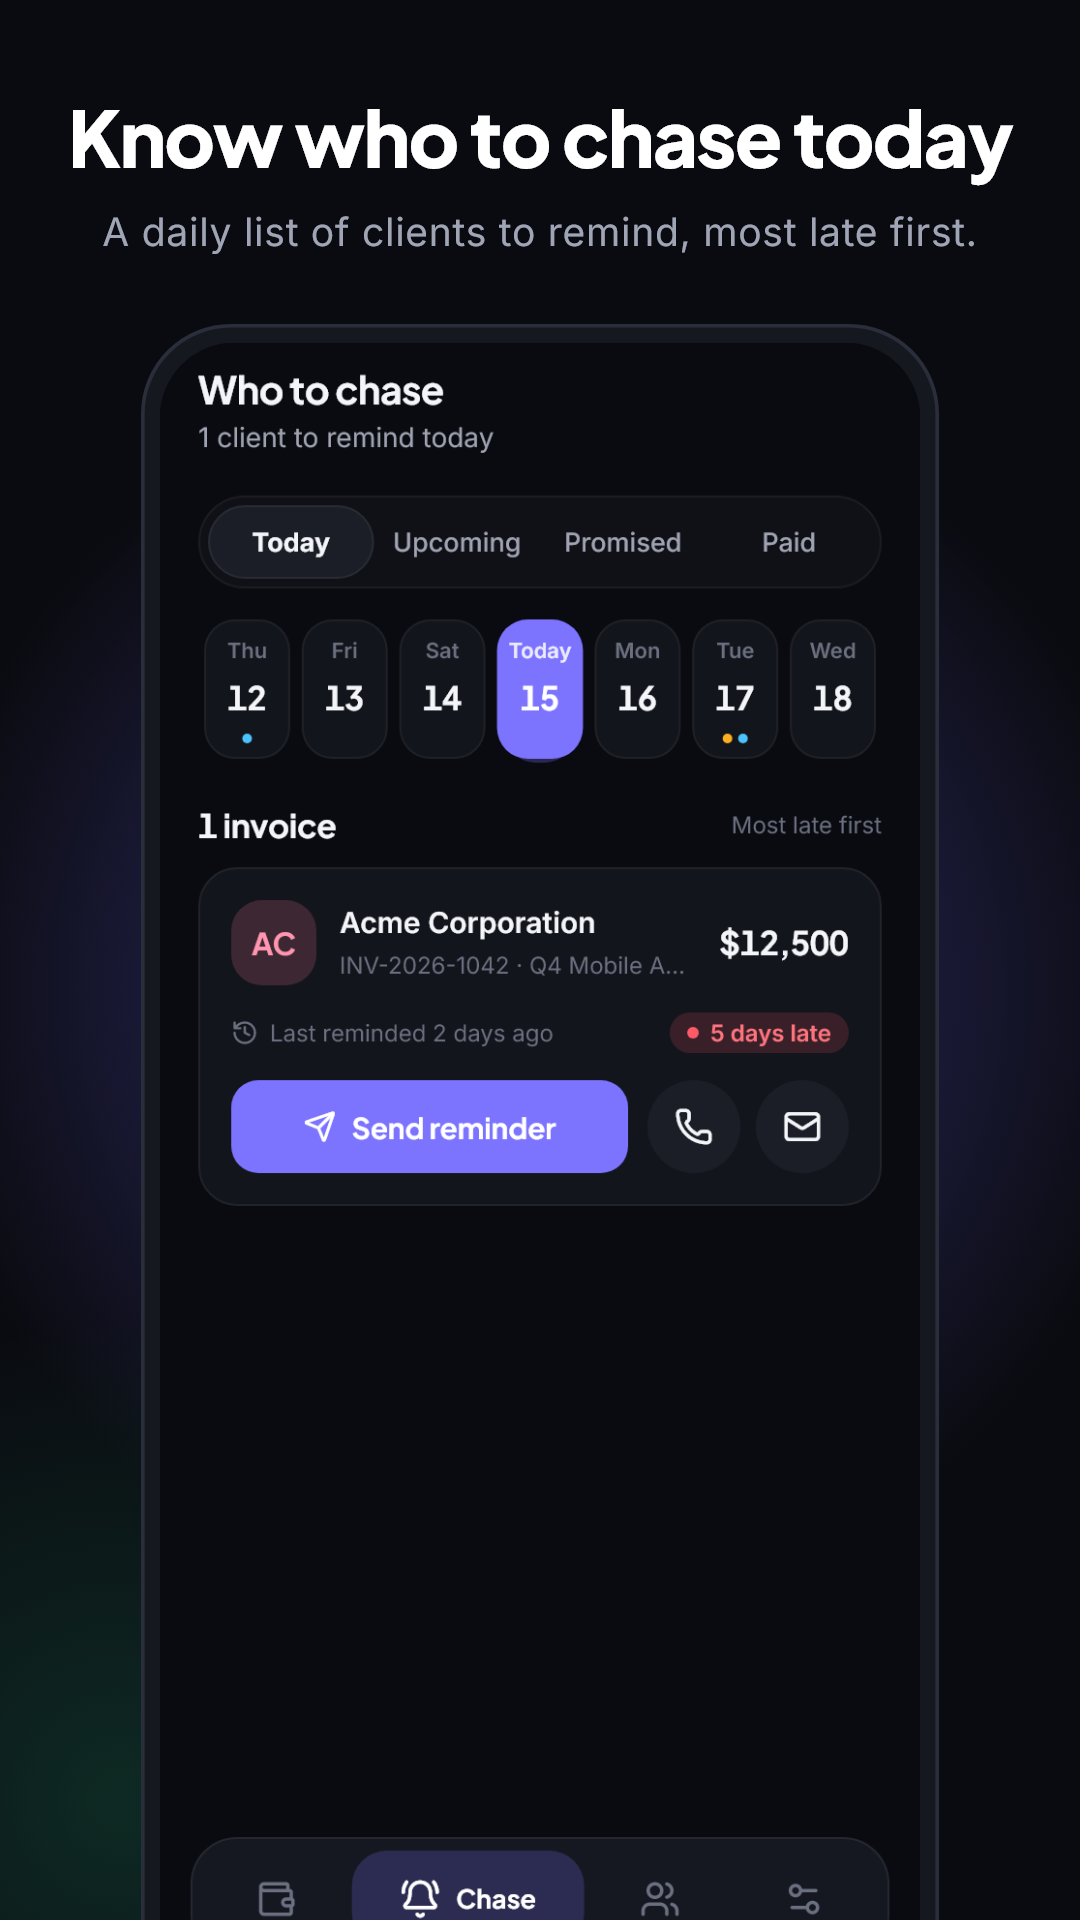 Know who to chase today
A daily list of clients to remind, most late first.
Who to chase
1 client to remind today
Today Upcoming Promised Paid
Thu Fri Sat Today Mon Tue Wed
12 13 14 15 16 17 18
1 invoice Most late first
AC Acme Corporation $12,500
INV-2026-1042 · Q4 Mobile A...
Last reminded 2 days ago 5 days late
Send reminder
Chase